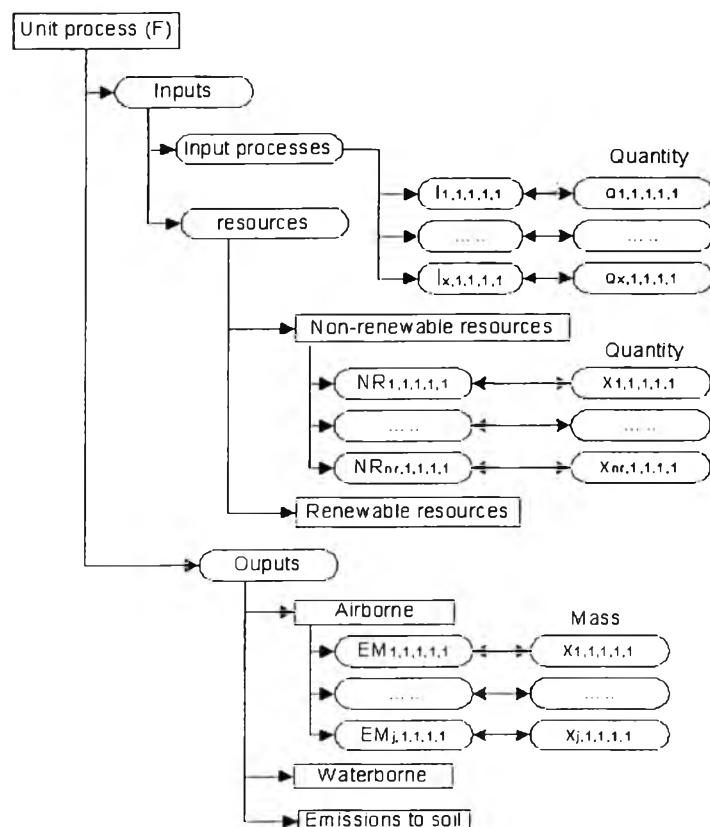 Unit process (F)
Inputs
Input processes
Quantity
I1,1,1,1,1
Q1,1,1,1,1
resources
... ..
... ..
Ix,1,1,1,1
Qx,1,1,1,1
Non-renewable resources
Quantity
NR1,1,1,1,1
X1,1,1,1,1
... ..
... ..
NRnr,1,1,1,1
Xnr,1,1,1,1
Renewable resources
Ouputs
Airborne
Mass
EM1,1,1,1,1
X1,1,1,1,1
... ..
... ..
EMj,1,1,1,1
Xj,1,1,1,1
Waterborne
Emissions to soil